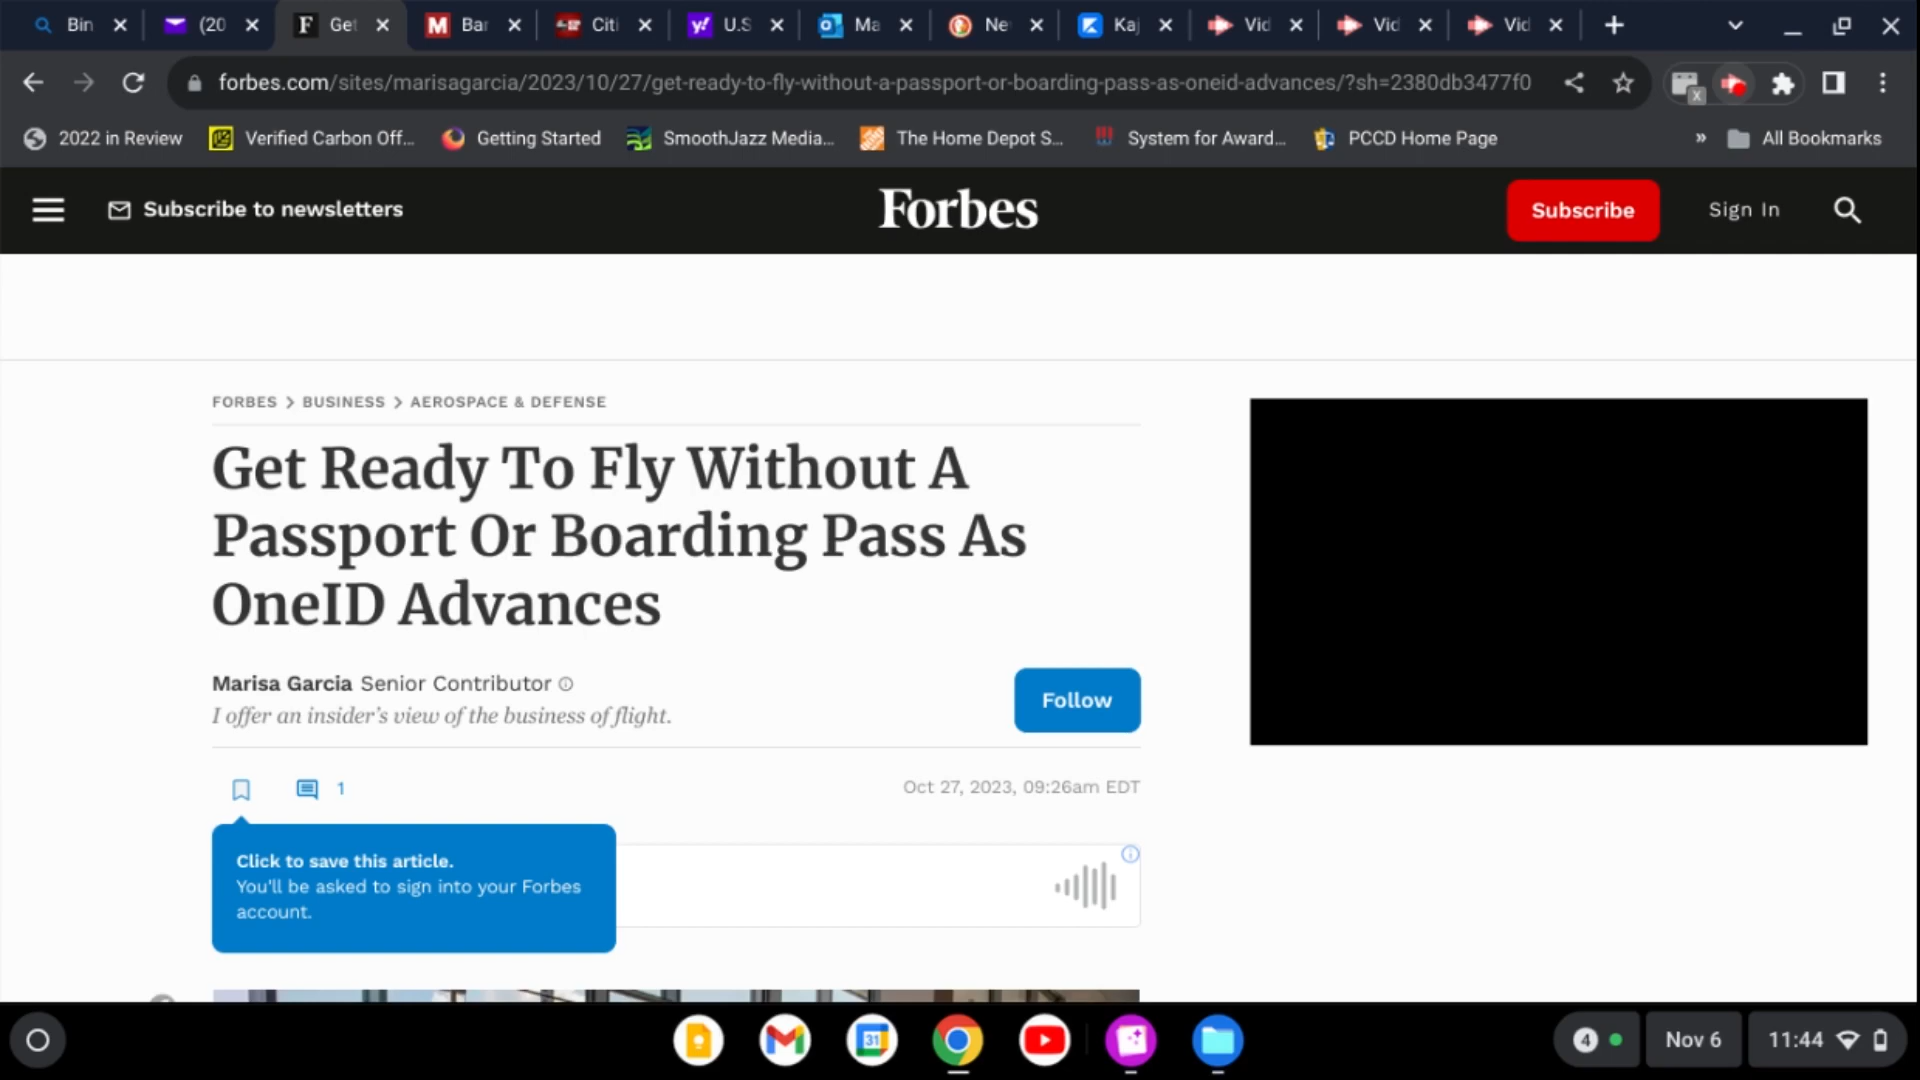 Bin
(20
Get
Bar
Citi
U.S
Ma
Ne
Kaj
Vid
Vid
Vid
forbes.com/sites/marisagarcia/2023/10/27/get-ready-to-fly-without-a-passport-or-boarding-pass-as-oneid-advances/?sh=2380db3477f0
X
2022 in Review
Verified Carbon Off...
Getting Started
SmoothJazz Media...
The Home Depot S...
System for Award...
PCCD Home Page
»
All Bookmarks
Subscribe to newsletters
Forbes
Subscribe
Sign In
FORBES > BUSINESS > AEROSPACE & DEFENSE
Get Ready To Fly Without A
Passport Or Boarding Pass As
OneID Advances
Marisa Garcia Senior Contributor
I offer an insider's view of the business of flight.
Follow
1
Oct 27, 2023, 09:26am EDT
Click to save this article.
You'll be asked to sign into your Forbes
account.
31
4
Nov 6
11:44